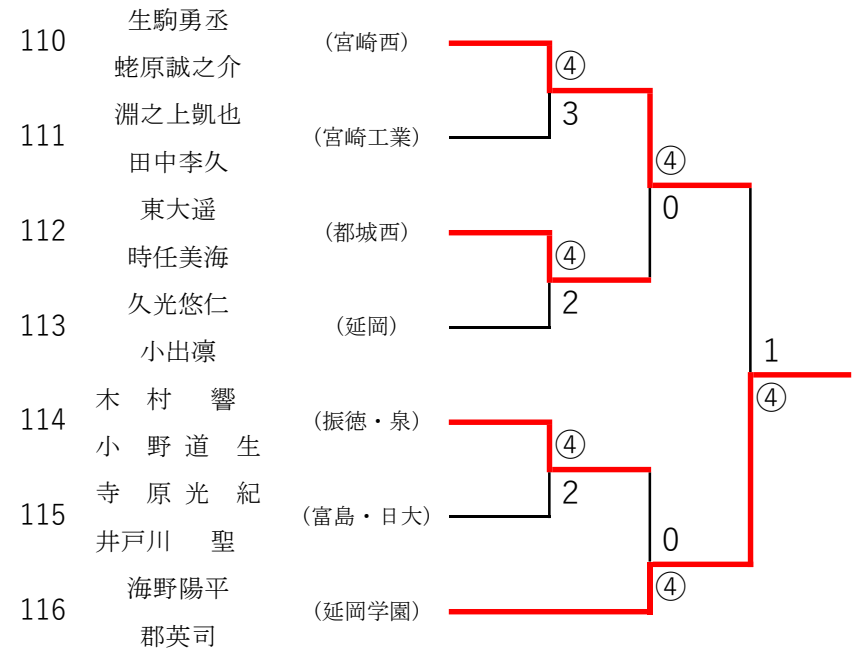 生駒勇丞
110 (宮崎西)
蛯原誠之介
④
3
淵之上凱也
111 (宮崎工業)
田中李久
④
0
東大遥
112 (都城西)
時任美海
④
2
久光悠仁
113 (延岡)
小出凛
1
④
木 村 響
114 (振徳・泉)
小 野 道 生
④
2
寺 原 光 紀
115 (富島・日大)
井戸川 聖
0
④
海野陽平
116 (延岡学園)
郡英司